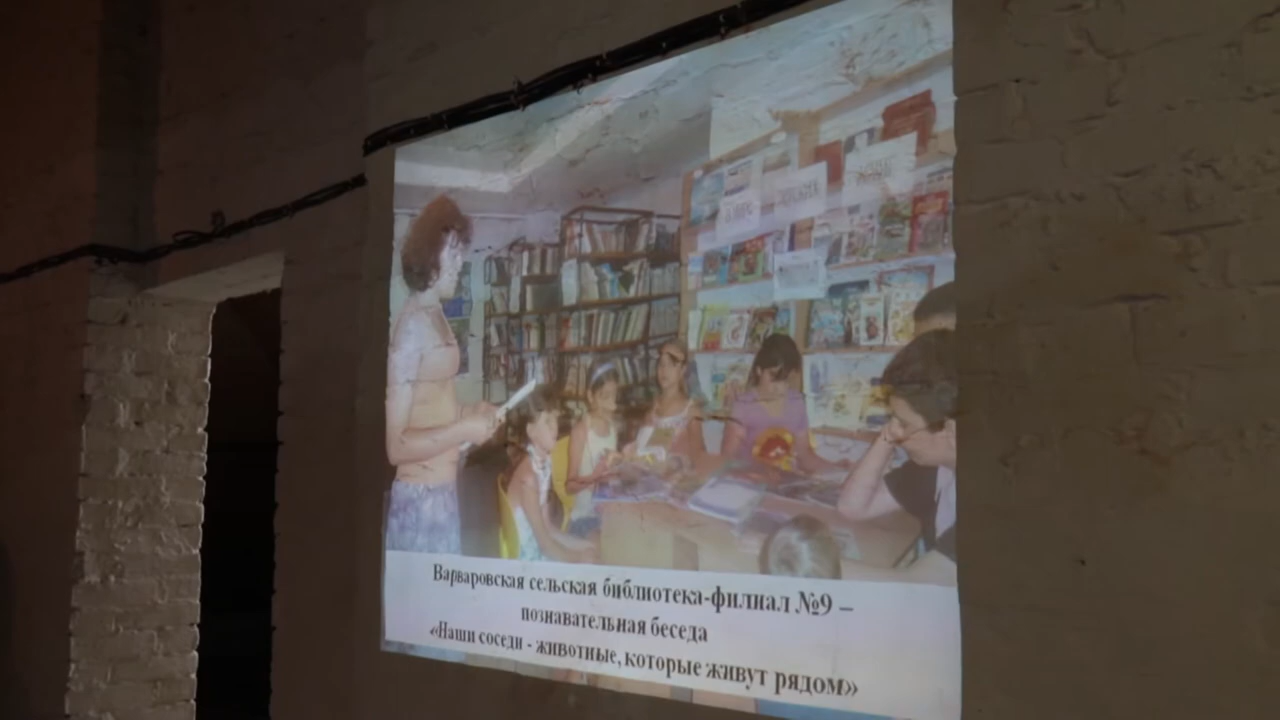 Варваровская сельская библиотека-филиал №9 –
познавательная беседа
«Наши соседи - животные, которые живут рядом»